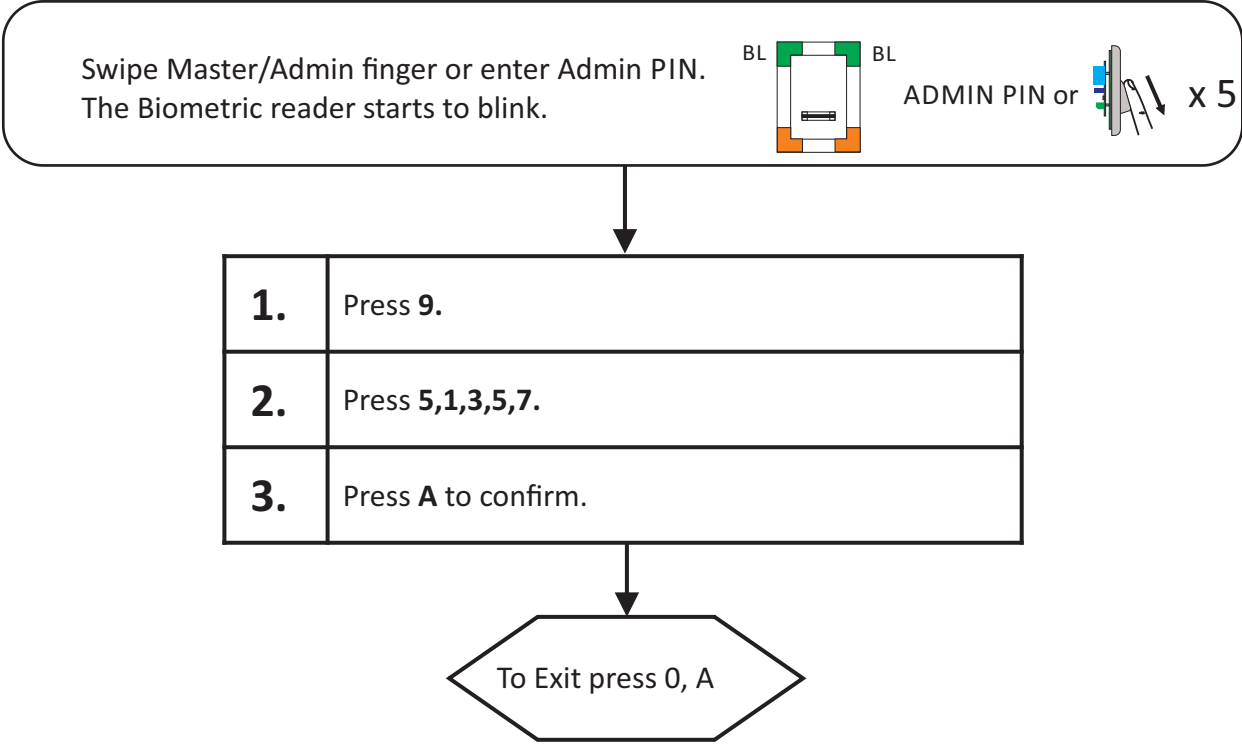 Swipe Master/Admin finger or enter Admin PIN.
The Biometric reader starts to blink.
BL
BL
ADMIN PIN or
x 5
1.
Press 9.
2.
Press 5,1,3,5,7.
3.
Press A to confirm.
To Exit press 0, A